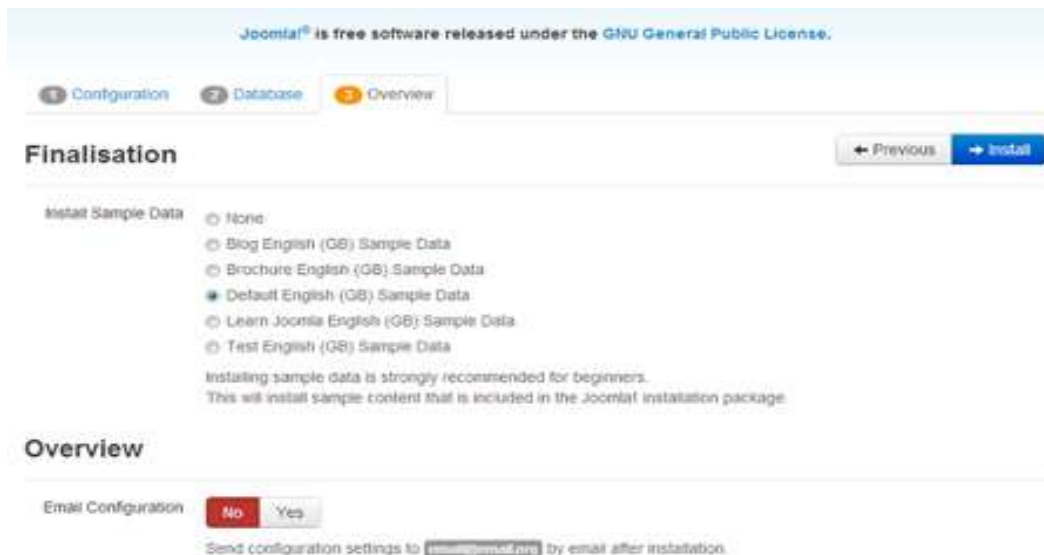 Joomla!® is free software released under the GNU General Public License.
1 Configuration 2 Database 3 Overview
Finalisation
← Previous → Install
Install Sample Data
None
Blog English (GB) Sample Data
Brochure English (GB) Sample Data
Default English (GB) Sample Data
Learn Joomla English (GB) Sample Data
Test English (GB) Sample Data
Installing sample data is strongly recommended for beginners.
This will install sample content that is included in the Joomla! installation package.
Overview
Email Configuration No Yes
Send configuration settings to email@email.org by email after installation.